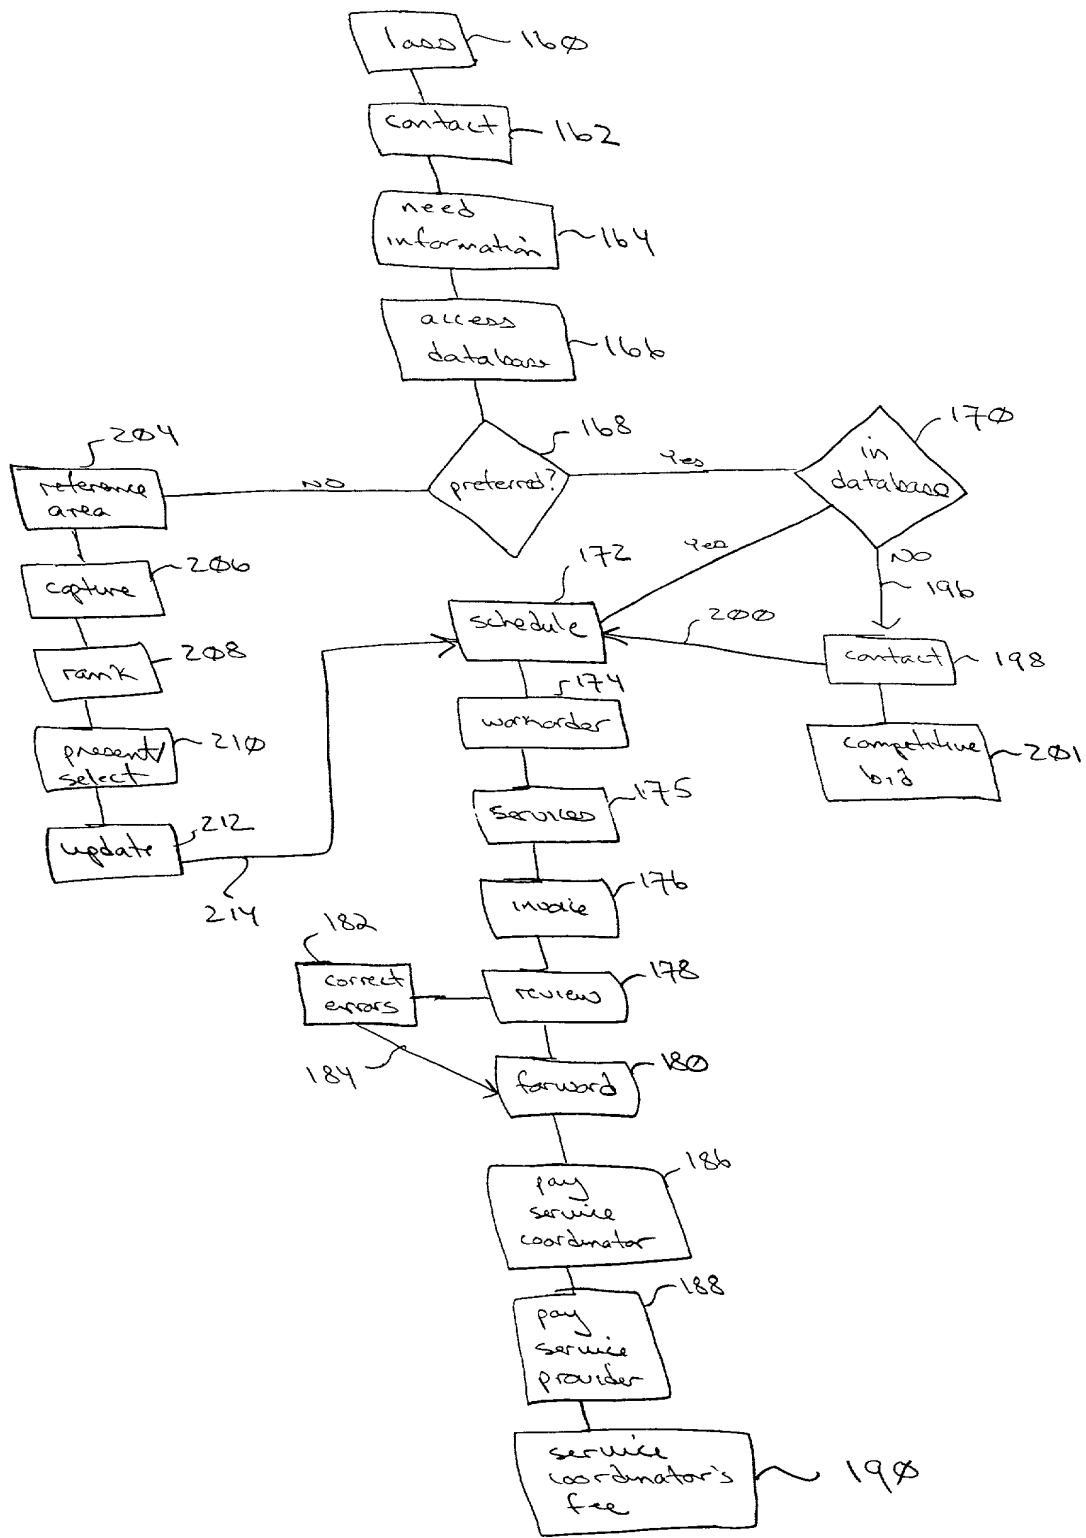 loss
160
contact
162
need
information
164
access
database
166
204
168
170
reference
area
NO
preferred?
Yes
in
database
206
capture
172
Yes
NO
196
schedule
200
208
rank
174
contact
198
workorder
210
present/
select
competitive
bid
201
175
services
212
update
214
176
invoice
182
correct
errors
178
review
184
180
forward
186
pay
service
coordinator
188
pay
service
provider
service
coordinator's
fee
190